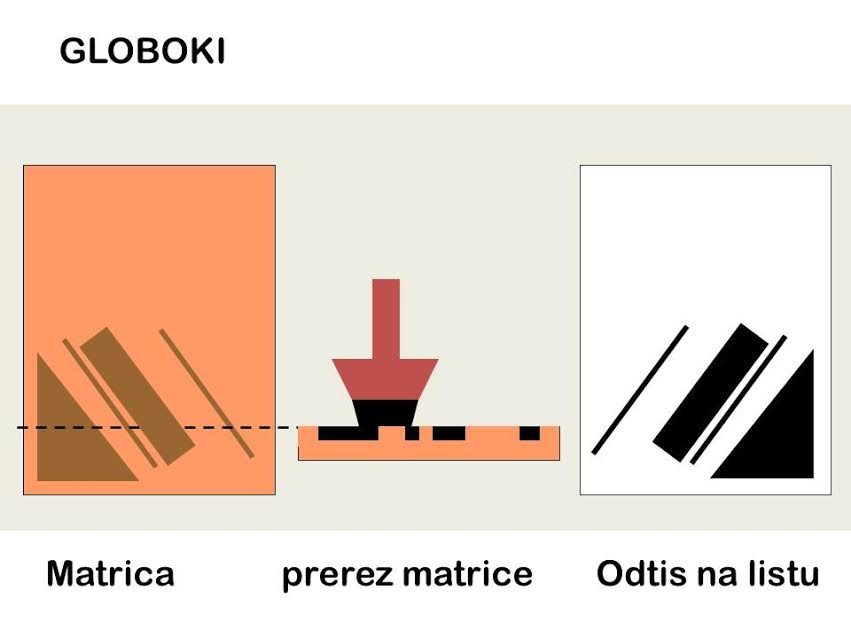 GLOBOKI
Matrica
prerez matrice
Odtis na listu